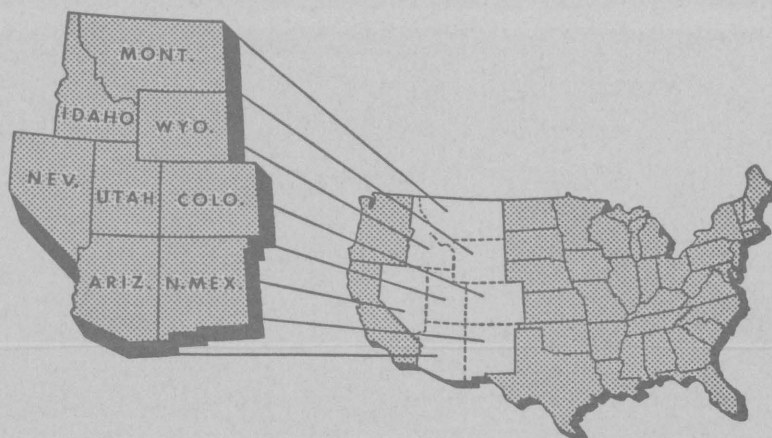 MONT.
IDAHO
WYO.
NEV.
UTAH
COLO.
ARIZ.
N.MEX.